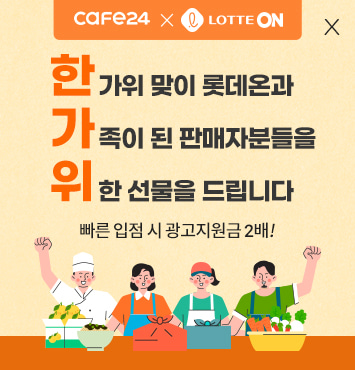 cafe24 × LOTTE ON
X
한가위 맞이 롯데온과
가족이 된 판매자분들을
위한 선물을 드립니다
빠른 입점 시 광고지원금 2배!